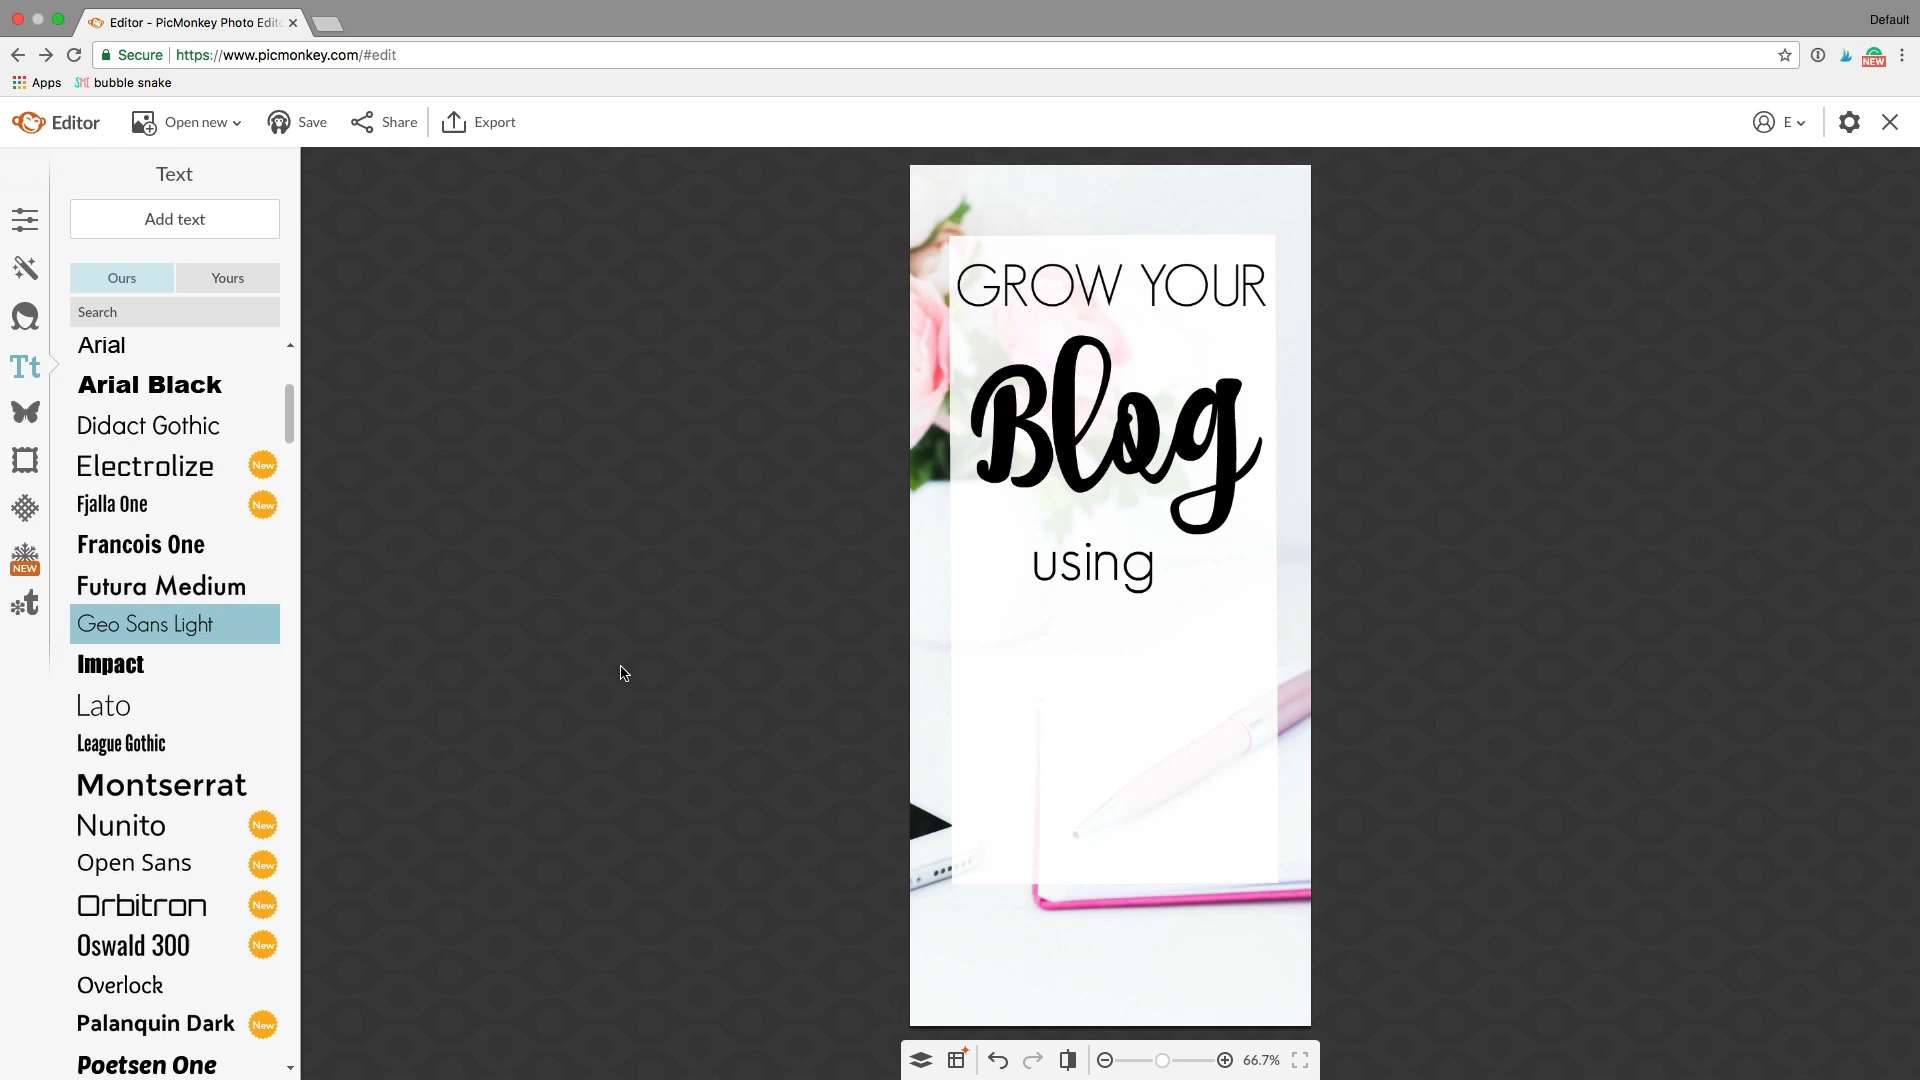 Default
Editor - PicMonkey Photo Edit
Secure https://www.picmonkey.com/#edit
NEW
Apps SMI bubble snake
Editor Open new Save Share Export E
Text
Add text
Ours Yours
Search
Arial
Arial Black
Didact Gothic
Electrolize New
Fjalla One New
Francois One
Futura Medium
Geo Sans Light
Impact
Lato
League Gothic
Montserrat
Nunito New
Open Sans New
Orbitron New
Oswald 300 New
Overlock
Palanquin Dark New
Poetsen One
Tt
NEW
t
GROW YOUR
Blog
using
66.7%